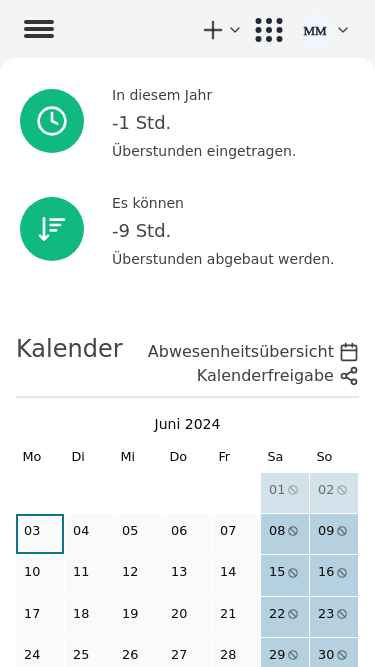 MM
In diesem Jahr
-1 Std.
Überstunden eingetragen.
Es können
-9 Std.
Überstunden abgebaut werden.
Kalender
Abwesenheitsübersicht
Kalenderfreigabe
Juni 2024
Mo Di Mi Do Fr Sa So
01 02
03 04 05 06 07 08 09
10 11 12 13 14 15 16
17 18 19 20 21 22 23
24 25 26 27 28 29 30